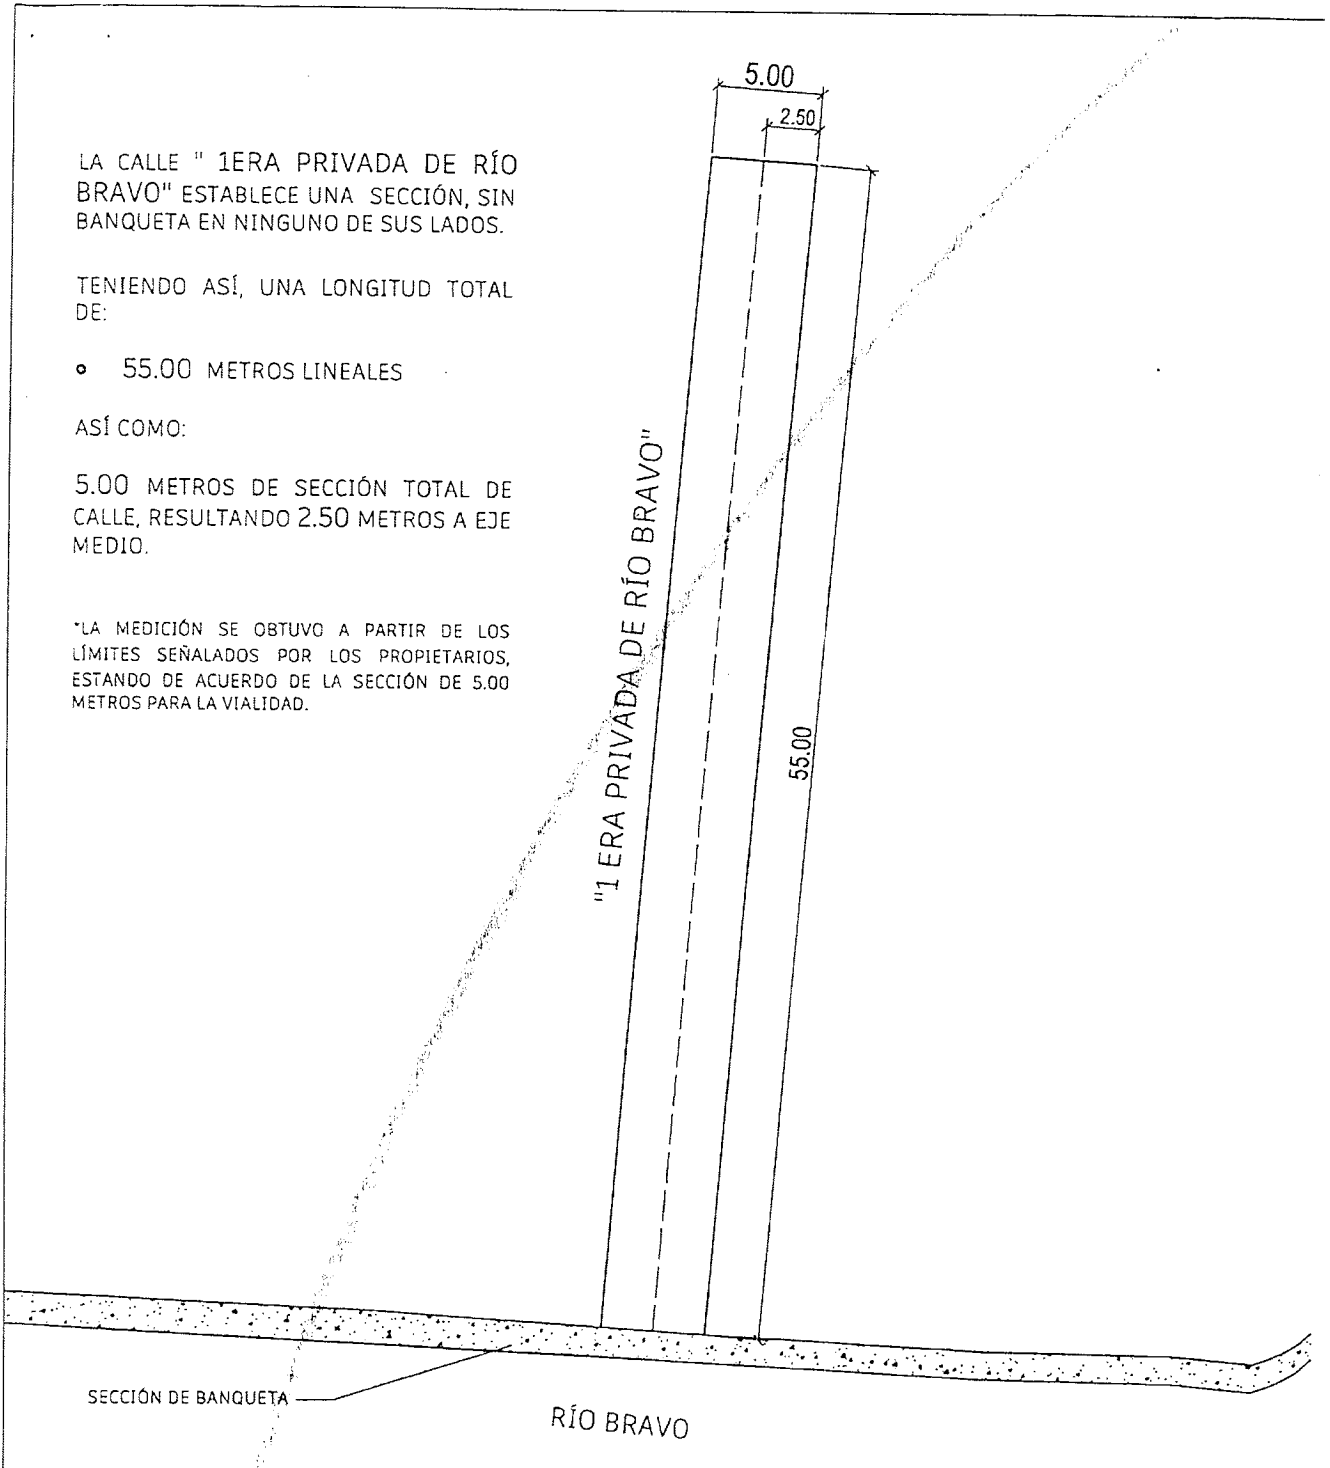 5.00
2.50
LA CALLE " 1ERA PRIVADA DE RÍO
BRAVO" ESTABLECE UNA SECCIÓN, SIN
BANQUETA EN NINGUNO DE SUS LADOS.
TENIENDO ASÍ, UNA LONGITUD TOTAL
DE:
55.00 METROS LINEALES
ASÍ COMO:
5.00 METROS DE SECCIÓN TOTAL DE
CALLE, RESULTANDO 2.50 METROS A EJE
MEDIO.
*LA MEDICIÓN SE OBTUVO A PARTIR DE LOS
LÍMITES SEÑALADOS POR LOS PROPIETARIOS,
ESTANDO DE ACUERDO DE LA SECCIÓN DE 5.00
METROS PARA LA VIALIDAD.
"1 ERA PRIVADA DE RÍO BRAVO"
55.00
SECCIÓN DE BANQUETA
RÍO BRAVO